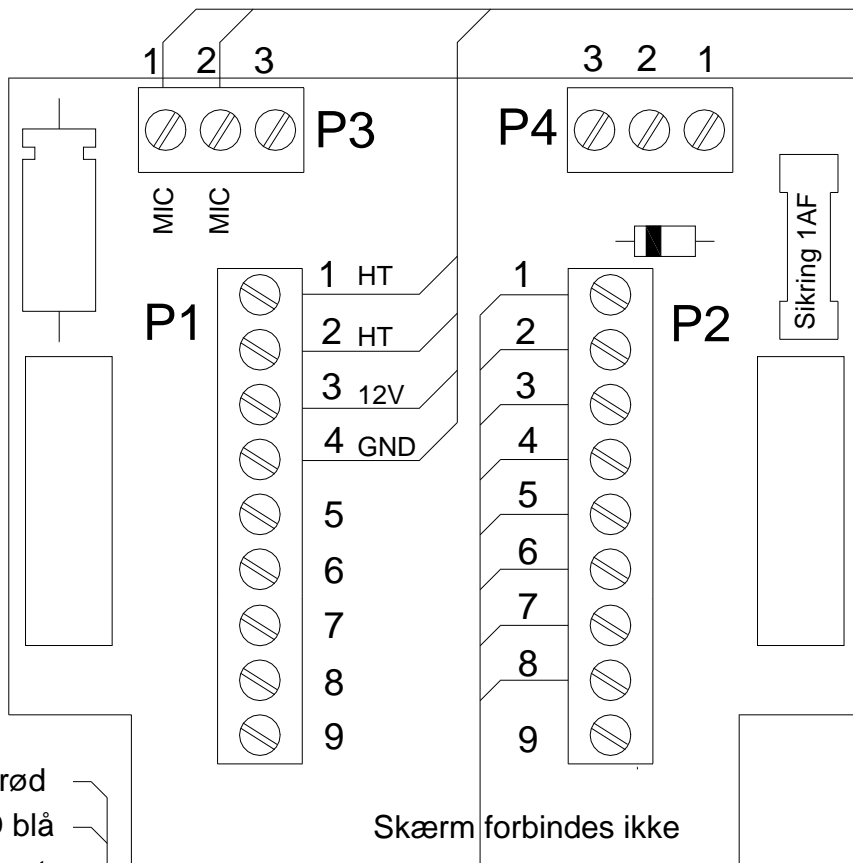 1 2 3
3 2 1
P3
P4
MIC MIC
Sikring 1AF
P1
P2
1 HT
2 HT
3 12V
4 GND
5
6
7
8
9
1
2
3
4
5
6
7
8
9
rød
blå
Skærm forbindes ikke